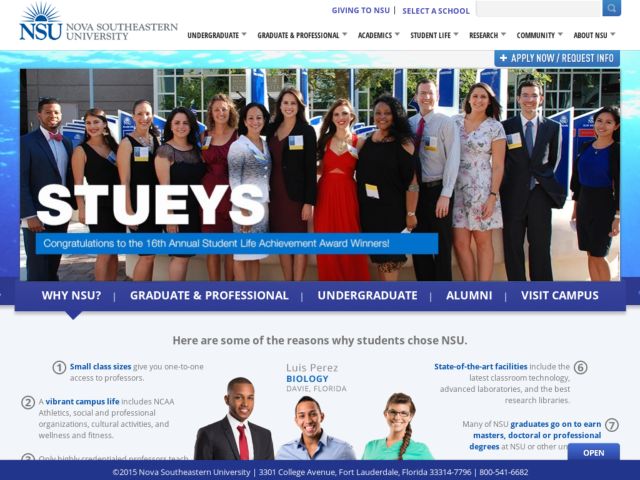 GIVING TO NSU | SELECT A SCHOOL
NSU NOVA SOUTHEASTERN
UNIVERSITY
UNDERGRADUATE GRADUATE & PROFESSIONAL ACADEMICS STUDENT LIFE RESEARCH COMMUNITY ABOUT NSU
+ APPLY NOW / REQUEST INFO
STUEYS
Congratulations to the 16th Annual Student Life Achievement Award Winners!
WHY NSU? | GRADUATE & PROFESSIONAL | UNDERGRADUATE | ALUMNI | VISIT CAMPUS
Here are some of the reasons why students chose NSU.
1 Small class sizes give you one-to-one
access to professors.
2 A vibrant campus life includes NCAA
Athletics, social and professional
organizations, cultural activities, and
wellness and fitness.
3 Only highly credentialed professors teach
Luis Perez
BIOLOGY
DAVIE, FLORIDA
State-of-the-art facilities include the 6
latest classroom technology,
advanced laboratories, and the best
research libraries.
Many of NSU graduates go on to earn 7
masters, doctoral or professional
degrees at NSU or other
OPEN
©2015 Nova Southeastern University | 3301 College Avenue, Fort Lauderdale, Florida 33314-7796 | 800-541-6682